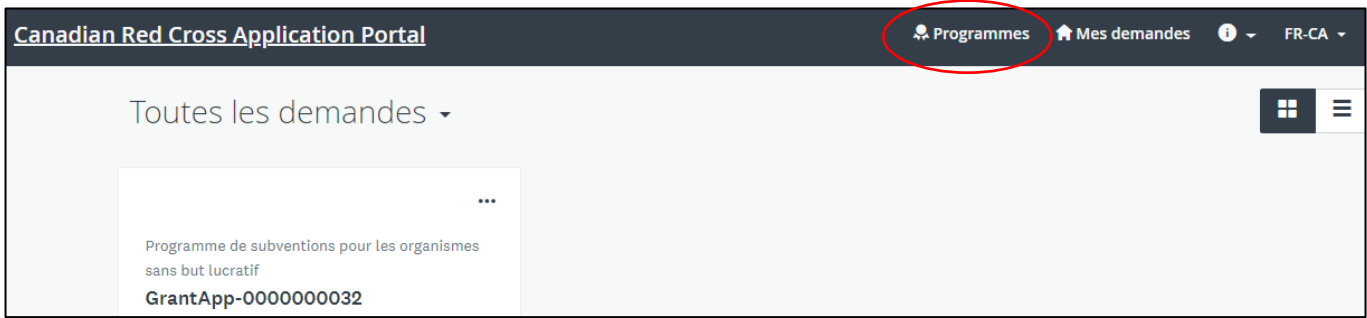 Canadian Red Cross Application Portal
Programmes
Mes demandes
FR-CA
Toutes les demandes
Programme de subventions pour les organismes
sans but lucratif
GrantApp-0000000032